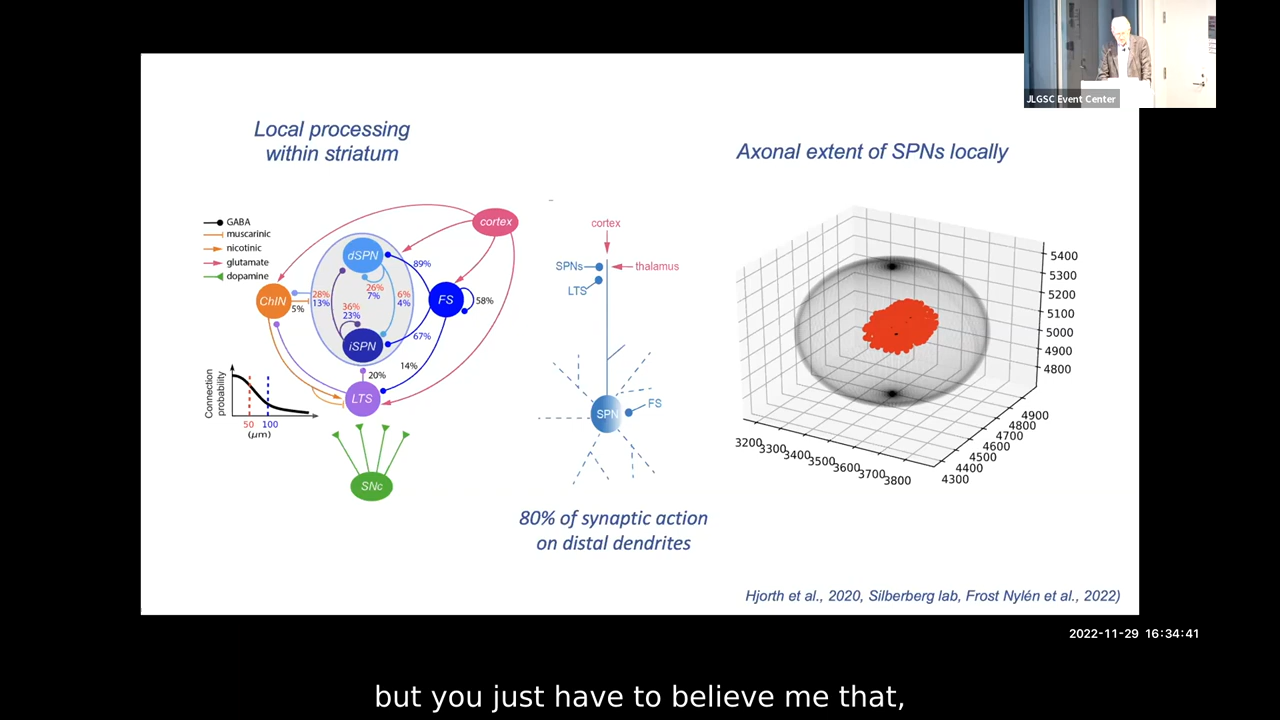 JLGSC Event Center
Local processing
within striatum
Axonal extent of SPNs locally
GABA
muscarinic
nicotinic
glutamate
dopamine
cortex
dSPN
89%
26%
7%
6%
4%
28%
13%
ChIN
5%
FS
58%
36%
23%
iSPN
67%
14%
20%
LTS
Connection
probability
50
100
(µm)
SNc
cortex
SPNs
thalamus
LTS
SPN
FS
80% of synaptic action
on distal dendrites
5400
5300
5200
5100
5000
4900
4800
4900
4800
4700
4600
4500
4400
4300
3200
3300
3400
3500
3600
3700
3800
Hjorth et al., 2020, Silberberg lab, Frost Nylén et al., 2022)
2022-11-29 16:34:41
but you just have to believe me that,